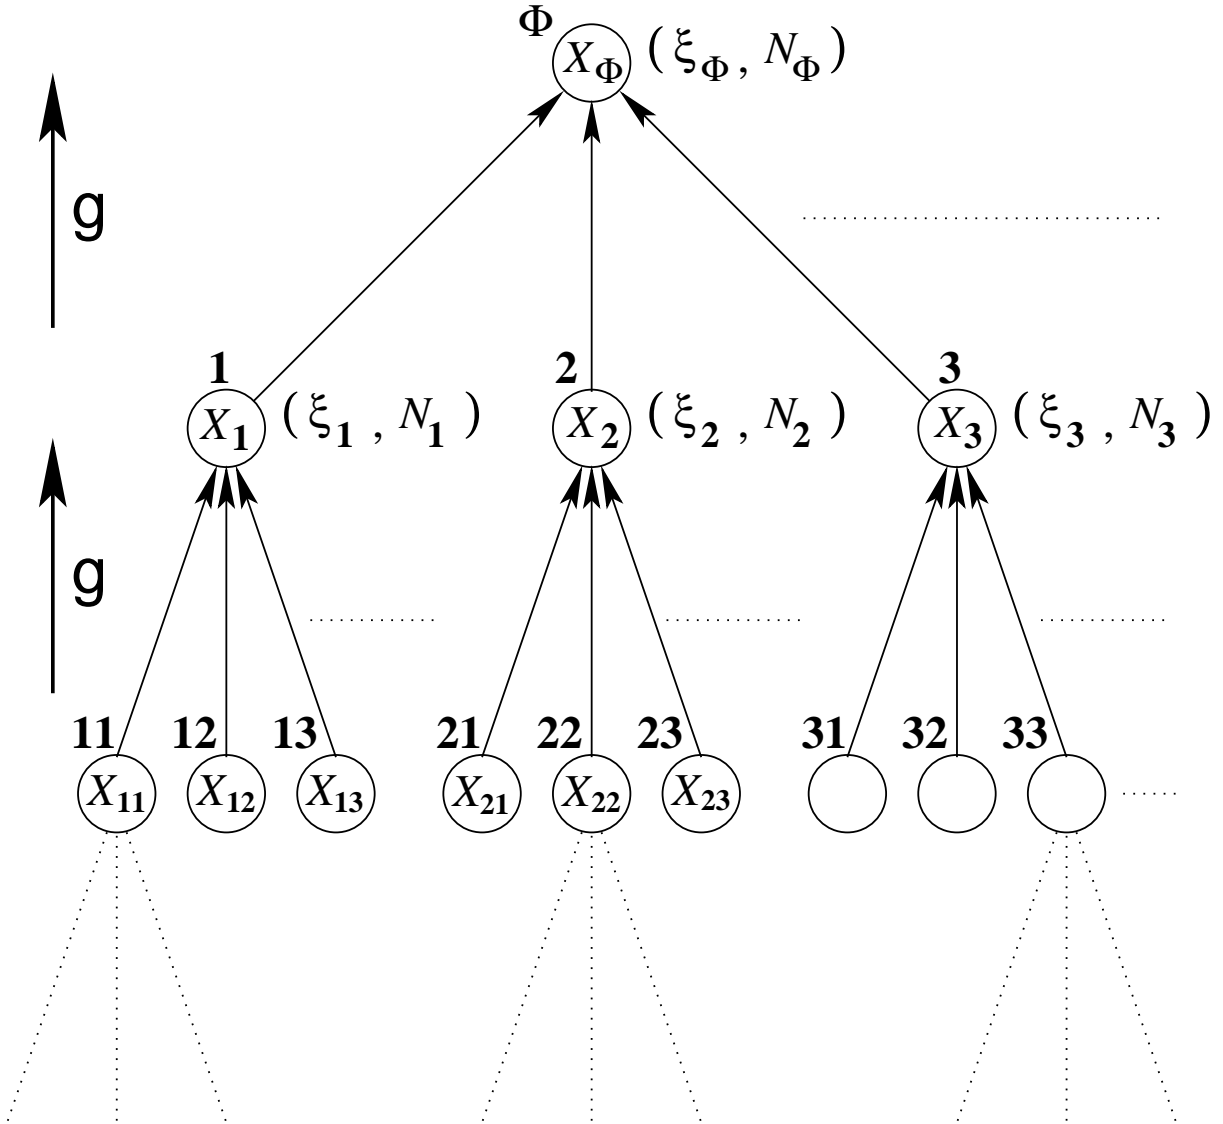 Φ
X_Φ (ξ_Φ , N_Φ)
g
1 2 3
X_1 (ξ_1 , N_1) X_2 (ξ_2 , N_2) X_3 (ξ_3 , N_3)
g
11 12 13 21 22 23 31 32 33
X_11 X_12 X_13 X_21 X_22 X_23